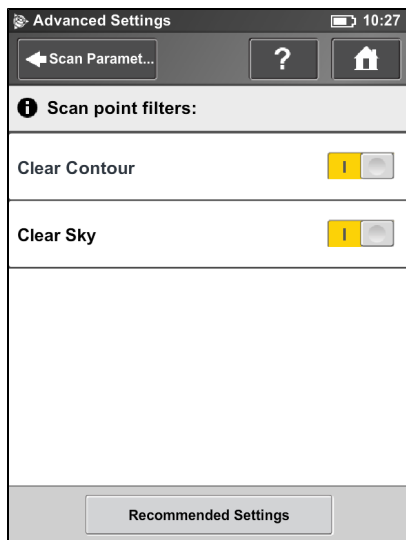 Advanced Settings 10:27
Scan Paramet... ?
Scan point filters:
Clear Contour I
Clear Sky I
Recommended Settings